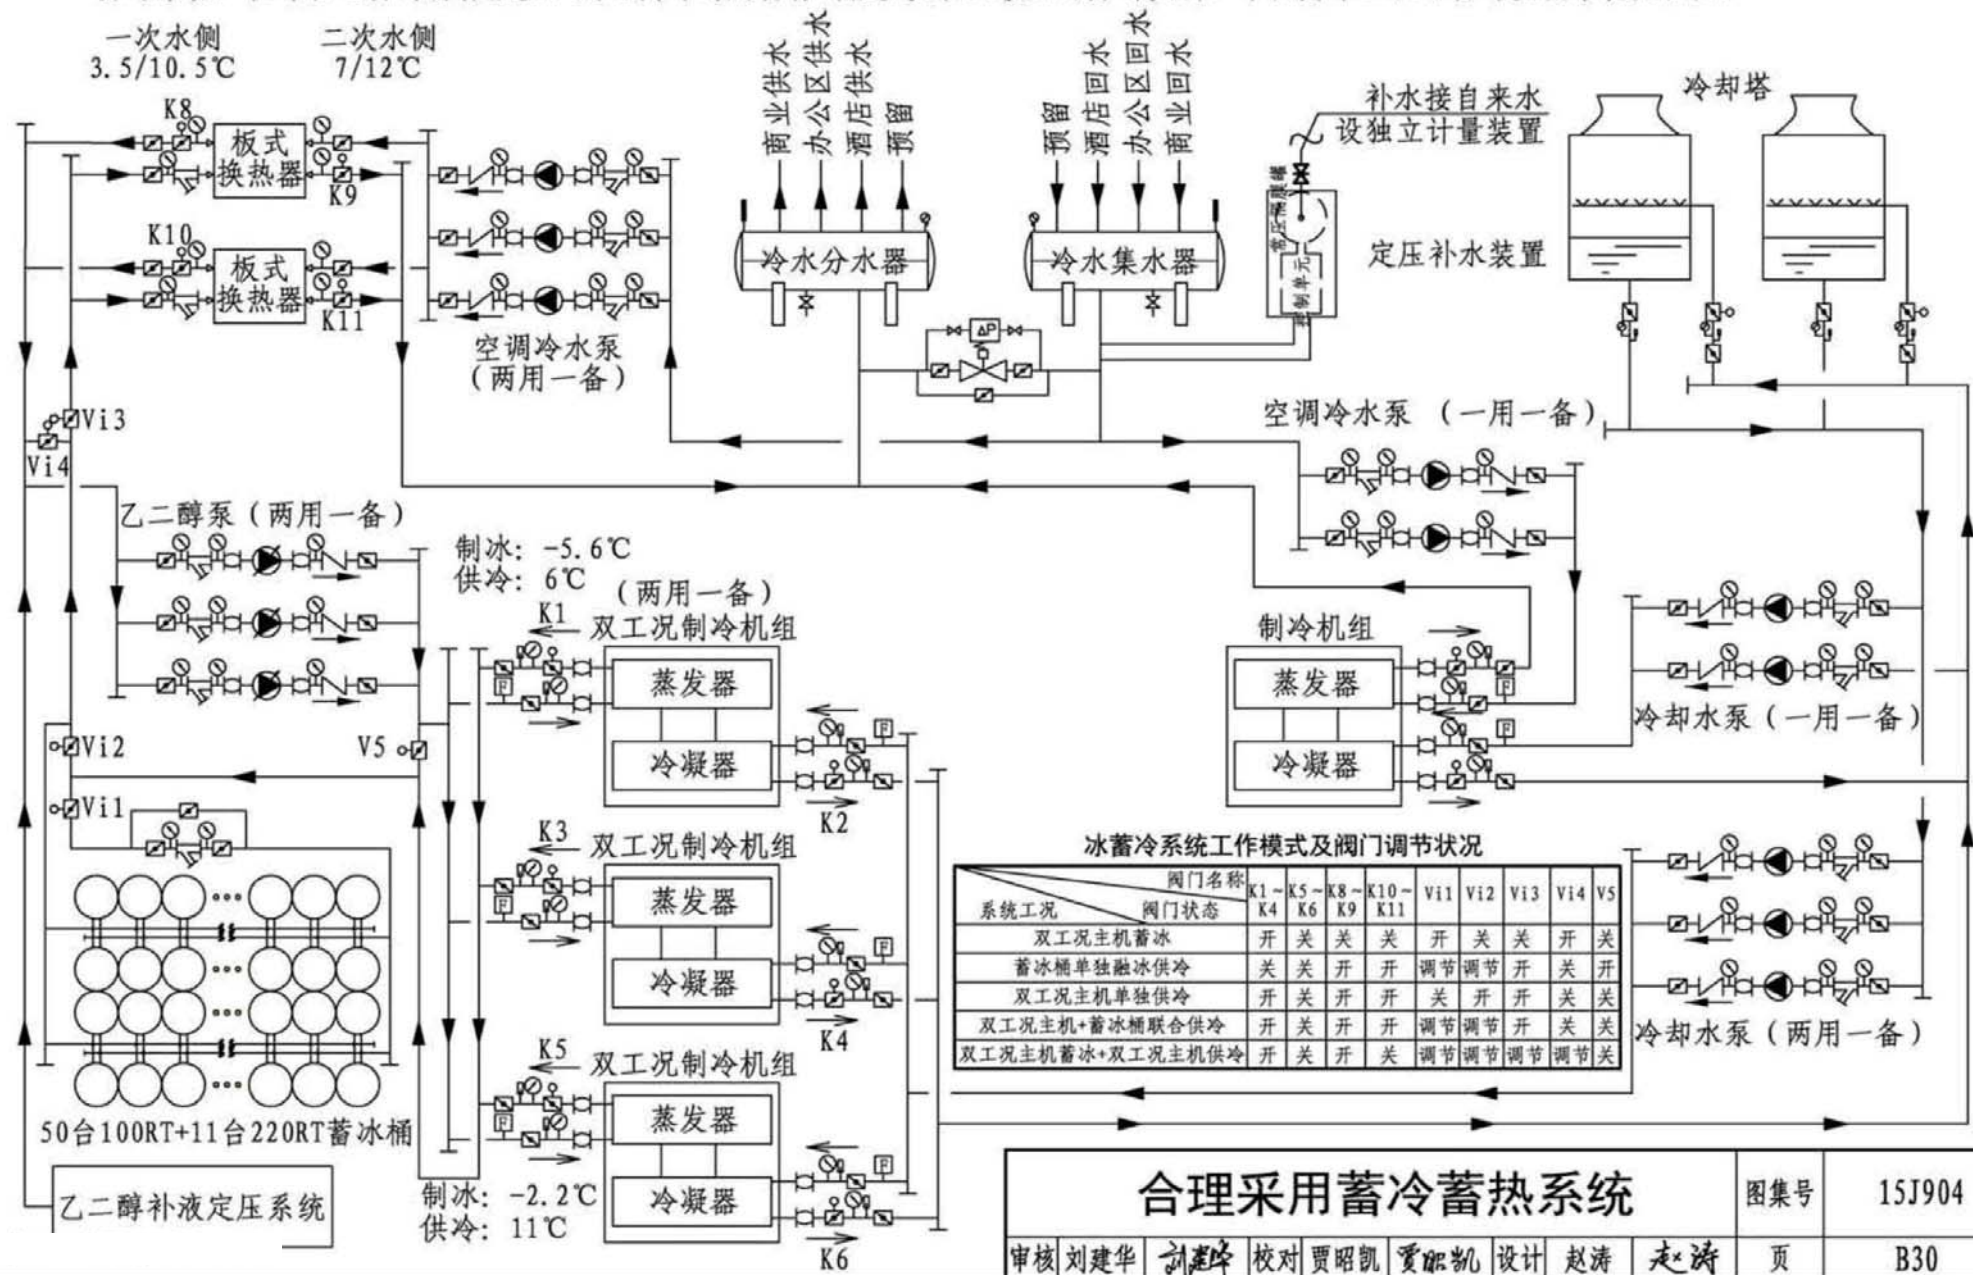 一次水侧
3.5/10.5℃
二次水侧
7/12℃
K8
板式
换热器
K9
K10
板式
换热器
K11
空调冷水泵
(两用一备)
商业供水
办公区供水
酒店供水
预留
冷水分水器
预留
酒店回水
办公区回水
商业回水
冷水集水器
ΔP
补水接自来水
设独立计量装置
常压隔膜罐
控制单元
定压补水装置
冷却塔
空调冷水泵 (一用一备)
Vi3
Vi4
乙二醇泵(两用一备)
制冰: -5.6℃
供冷: 6℃
(两用一备)
K1
双工况制冷机组
蒸发器
冷凝器
F
F
K2
制冷机组
蒸发器
冷凝器
F
F
冷却水泵(一用一备)
Vi2
V5
Vi1
K3
双工况制冷机组
蒸发器
冷凝器
F
F
K4
K5
双工况制冷机组
蒸发器
冷凝器
F
F
K6
50台100RT+11台220RT蓄冰桶
乙二醇补液定压系统
制冰: -2.2℃
供冷: 11℃
冰蓄冷系统工作模式及阀门调节状况
阀门名称 阀门状态 系统工况 K1~K4 K5~K6 K8~K9 K10~K11 Vi1 Vi2 Vi3 Vi4 V5
双工况主机蓄冰 开 关 关 关 开 关 关 开 关
蓄冰桶单独融冰供冷 关 关 开 开 调节 调节 开 关 开
双工况主机单独供冷 开 关 开 开 关 开 开 关 关
双工况主机+蓄冰桶联合供冷 开 关 开 开 调节 调节 开 关 关
双工况主机蓄冰+双工况主机供冷 开 关 开 关 调节 调节 调节 调节 关
冷却水泵(两用一备)
合理采用蓄冷蓄热系统 图集号 15J904
审核 刘建华 校对 贾昭凯 贾昭凯 设计 赵涛 赵涛 页 B30